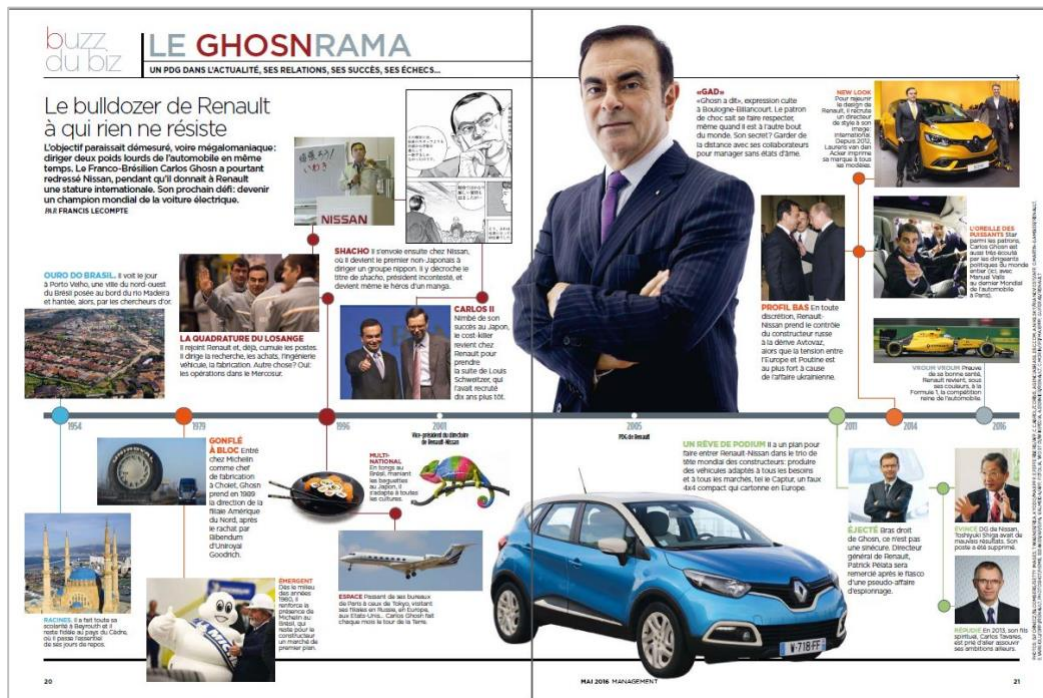 buzz
du biz
LE GHOSNRAMA
UN PDG DANS L'ACTUALITÉ, SES RELATIONS, SES SUCCÈS, SES ÉCHECS...
Le bulldozer de Renault
à qui rien ne résiste
L'objectif paraissait démesuré, voire mégalomaniaque:
diriger deux poids lourds de l'automobile en même
temps. Le Franco-Brésilien Carlos Ghosn a pourtant
redressé Nissan, pendant qu'il donnait à Renault
une stature internationale. Son prochain défi: devenir
un champion mondial de la voiture électrique.
FRANCIS LECOMPTE
NISSAN
OURO DO BRASIL. Il voit le jour
à Porto Velho, une ville du nord-ouest
du Brésil posée au bord du rio Madeira
et hantée, alors, par les chercheurs d'or.
LA QUADRATURE DU LOSANGE
Il rejoint Renault et, déjà, cumule les postes.
Il dirige la recherche, les achats, l'ingénierie
véhicule, la fabrication. Autre chose? Oui:
les opérations dans le Mercosur.
SHACHO Il s'envole ensuite chez Nissan,
où il devient le premier non-Japonais à
diriger un groupe nippon. Il y décroche le
titre de shacho, président incontesté, et
devient même le héros d'un manga.
CARLOS II
Nimbé de son
succès au Japon,
le cost-killer
revient chez
Renault pour
prendre
la suite de Louis
Schweitzer, qui
l'avait recruté
dix ans plus tôt.
«GAD»
«Ghosn a dit», expression culte
à Boulogne-Billancourt. Le patron
de choc sait se faire respecter,
même quand il est à l'autre bout
du monde. Son secret? Garder de
la distance avec ses collaborateurs
pour manager sans états d'âme.
NEW LOOK
Pour rajeunir
le design de
Renault, il recrute
un directeur
de style à son
image:
international.
Depuis 2012,
Laurens van den
Acker imprime
sa marque à tous
les modèles.
L'OREILLE DES
PUISSANTS Star
parmi les patrons,
Carlos Ghosn est
aussi très écouté
par les dirigeants
politiques du monde
entier (ici, avec
Manuel Valls
au dernier Mondial
de l'automobile
à Paris).
PROFIL BAS En toute
discrétion, Renault-
Nissan prend le contrôle
du constructeur russe
à la dérive Avtovaz,
alors que la tension entre
l'Europe et Poutine est
au plus fort à cause
de l'affaire ukrainienne.
VROUM VROUM Preuve
de sa bonne santé,
Renault revient, sous
ses couleurs, à la
Formule 1, la compétition
reine de l'automobile.
1954
1979
1996
2001
Vice-président du directoire
de Renault-Nissan
2005
PDG de Renault
2011
2014
2016
GONFLÉ
À BLOC Entré
chez Michelin
comme chef
de fabrication
à Cholet, Ghosn
prend en 1989
la direction de la
filiale Amérique
du Nord, après
le rachat par
Bibendum
d'Uniroyal
Goodrich.
UNIROYAL
MULTI-
NATIONAL
En tongs au
Brésil, maniant
les baguettes
au Japon, il
s'adapte à toutes
les cultures.
RACINES. Il a fait toute sa
scolarité à Beyrouth et il
reste fidèle au pays du Cèdre,
où il passe l'essentiel
de ses jours de repos.
MICHELIN
ÉMERGENT
Dès le milieu
des années
1980, il
renforce la
présence de
Michelin au
Brésil, qui
reste pour le
constructeur
un marché de
premier plan.
ESPACE Passant de ses bureaux
de Paris à ceux de Tokyo, visitant
ses filiales en Russie, en Europe,
aux Etats-Unis... Carlos Ghosn fait
chaque mois le tour de la Terre.
UN RÊVE DE PODIUM Il a un plan pour
faire entrer Renault-Nissan dans le trio de
tête mondial des constructeurs: produire
des véhicules adaptés à tous les besoins
et à tous les marchés, tel le Captur, un faux
4x4 compact qui cartonne en Europe.
W-718-FF
ÉJECTÉ Bras droit
de Ghosn, ce n'est pas
une sinécure. Directeur
général de Renault,
Patrick Pélata sera
remercié après le fiasco
d'une pseudo-affaire
d'espionnage.
ÉVINCÉ DG de Nissan,
Toshiyuki Shiga avait de
mauvais résultats. Son
poste a été supprimé.
RÉPUDIÉ En 2013, son fils
spirituel, Carlos Tavares,
est prié d'aller assouvir
ses ambitions ailleurs.
20
MAI 2016 MANAGEMENT
21